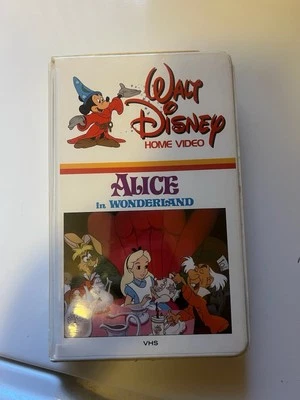 WALT
DISNEY
HOME VIDEO
ALICE
in WONDERLAND
VHS